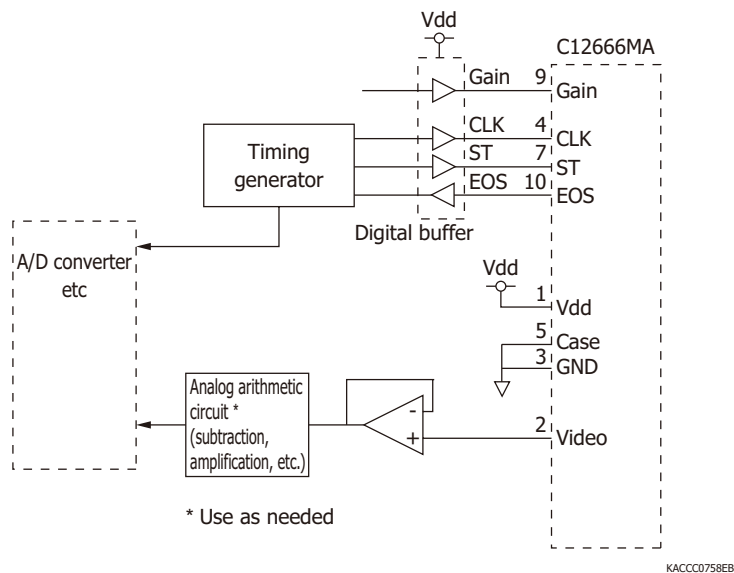 Vdd
C12666MA
Gain 9 Gain
CLK 4 CLK
ST 7 ST
EOS 10 EOS
Timing
generator
Digital buffer
A/D converter
etc
Vdd
1 Vdd
5 Case
3 GND
Analog arithmetic
circuit *
(subtraction,
amplification, etc.)
-
+
2 Video
* Use as needed
KACCC0758EB